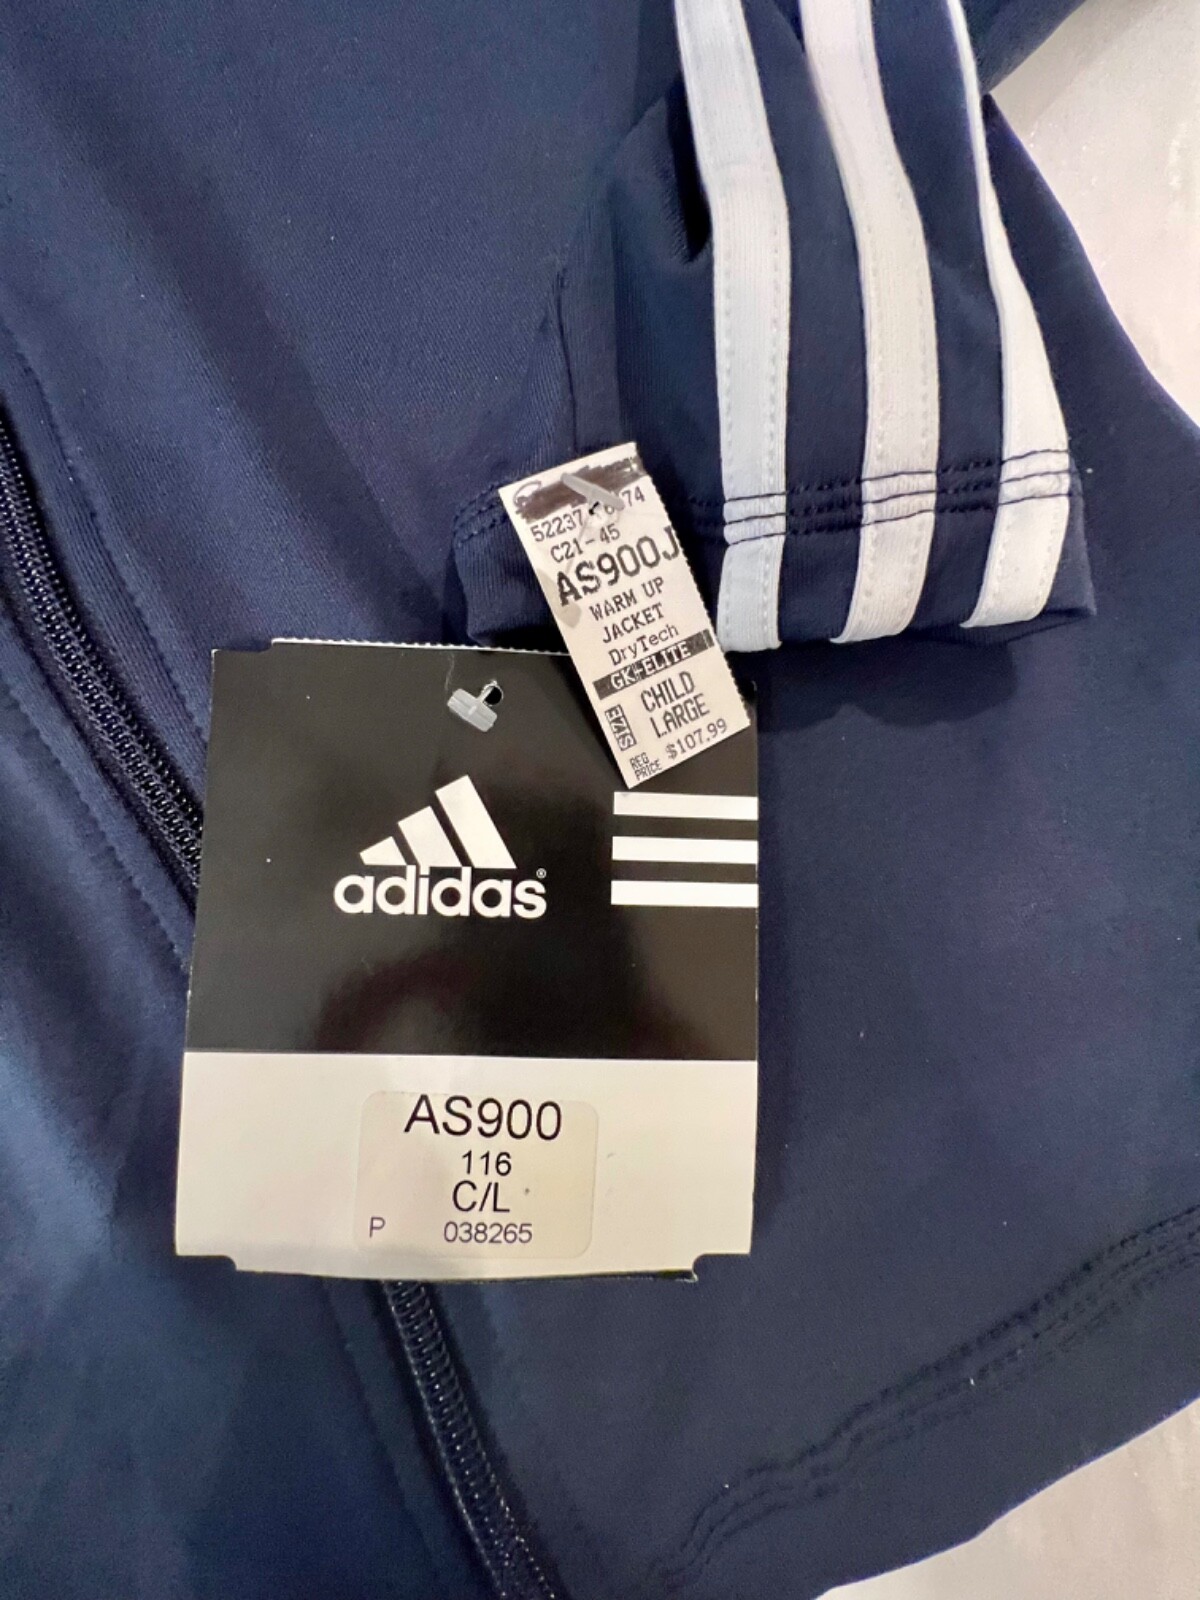 52237
74
C21-45
AS900J
WARM UP
JACKET
DryTech
GK#ELITE
SIZE
CHILD
LARGE
REG.
PRICE
$107.99
adidas®
AS900
116
C/L
P 038265